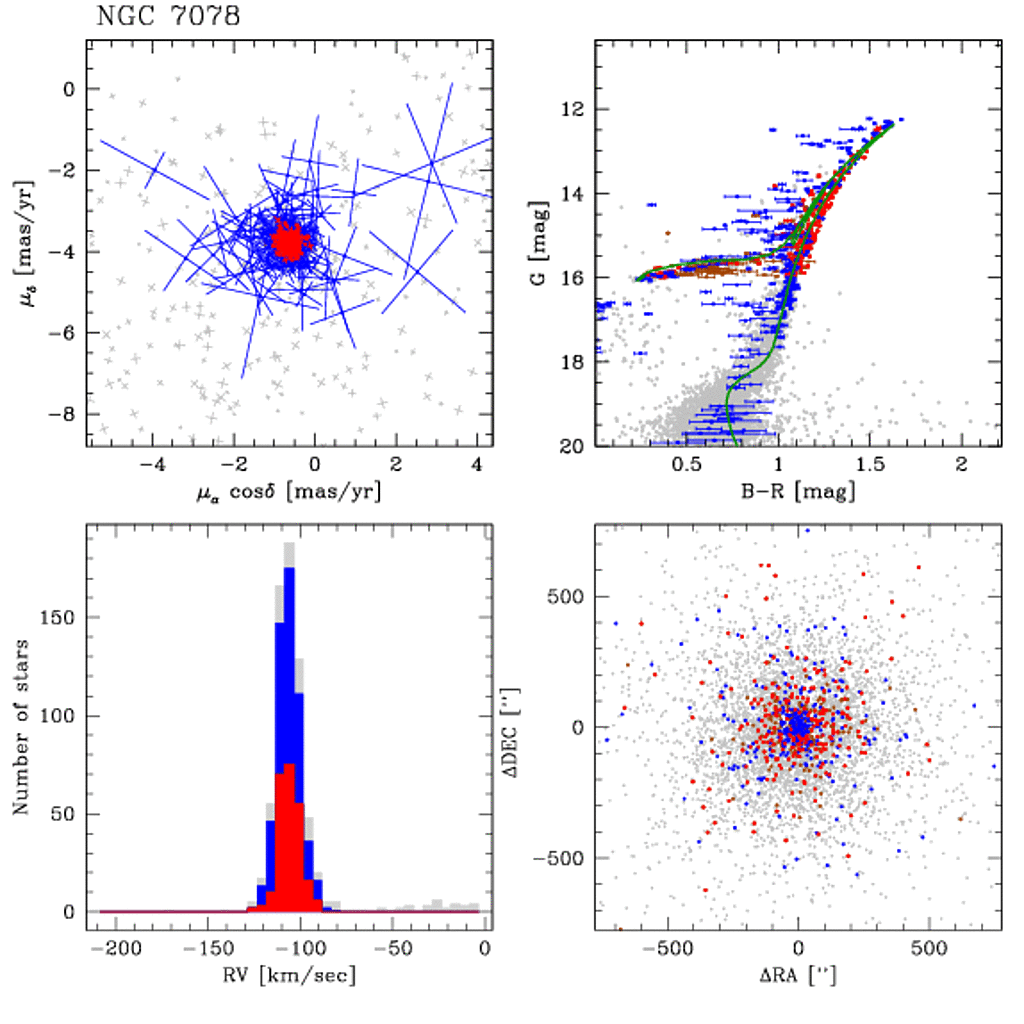 NGC 7078
0
−2
−4
−6
−8
μδ [mas/yr]
−4 −2 0 2 4
μα cosδ [mas/yr]
12
14
16
18
20
G [mag]
0.5 1 1.5 2
B−R [mag]
150
100
50
0
Number of stars
−200 −150 −100 −50 0
RV [km/sec]
500
0
−500
ΔDEC [″]
−500 0 500
ΔRA [″]